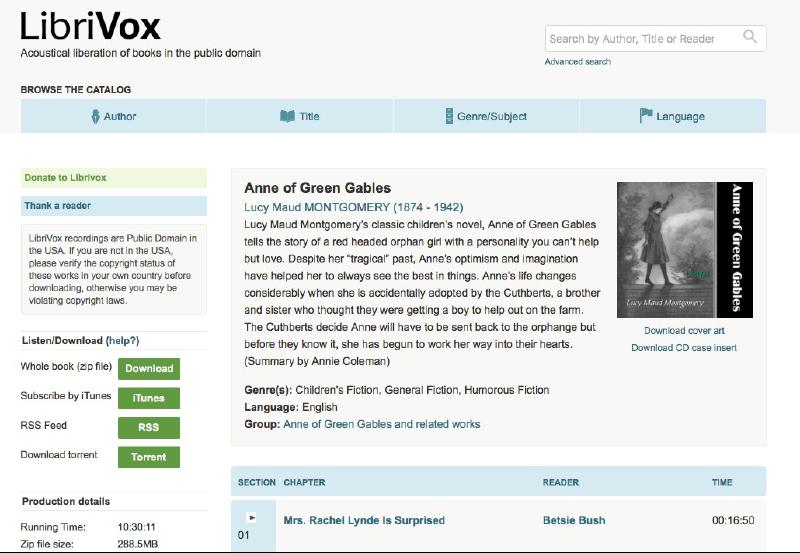 LibriVox
Acoustical liberation of books in the public domain
Search by Author, Title or Reader
Advanced search
BROWSE THE CATALOG
Author
Title
Genre/Subject
Language
Donate to Librivox
Thank a reader
LibriVox recordings are Public Domain in
the USA. If you are not in the USA,
please verify the copyright status of
these works in your own country before
downloading, otherwise you may be
violating copyright laws.
Listen/Download (help?)
Whole book (zip file) Download
Subscribe by iTunes iTunes
RSS Feed RSS
Download torrent Torrent
Production details
Running Time: 10:30:11
Zip file size: 288.5MB
Anne of Green Gables
Lucy Maud MONTGOMERY (1874 - 1942)
Lucy Maud Montgomery's classic children's novel, Anne of Green Gables
tells the story of a red headed orphan girl with a personality you can't help
but love. Despite her "tragical" past, Anne's optimism and imagination
have helped her to always see the best in things. Anne's life changes
considerably when she is accidentally adopted by the Cuthberts, a brother
and sister who thought they were getting a boy to help out on the farm.
The Cuthberts decide Anne will have to be sent back to the orphange but
before they know it, she has begun to work her way into their hearts.
(Summary by Annie Coleman)
Genre(s): Children's Fiction, General Fiction, Humorous Fiction
Language: English
Group: Anne of Green Gables and related works
Anne of Green Gables
Lucy Maud Montgomery
Download cover art
Download CD case insert
SECTION CHAPTER READER TIME
01 Mrs. Rachel Lynde Is Surprised Betsie Bush 00:16:50